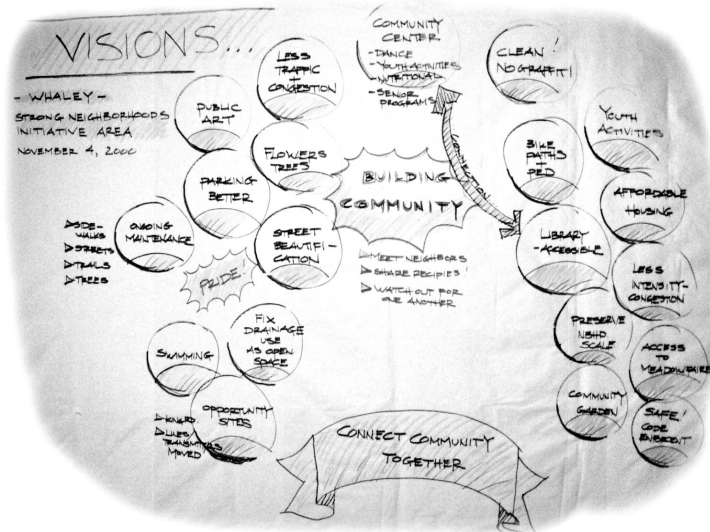 VISIONS...
- WHALEY -
STRONG NEIGHBORHOODS
INITIATIVE AREA
NOVEMBER 4, 2000
LESS
TRAFFIC
+
CONGESTION
COMMUNITY
CENTER
- DANCE
- YOUTH ACTIVITIES
- NUTRITIONAL
- SENIOR
PROGRAMS
CLEAN!
NO GRAFFITI
PUBLIC
ART
FLOWERS
TREES
PARKING
BETTER
STREET
BEAUTIFI-
CATION
ONGOING
MAINTENANCE
SIDE-
WALKS
STREETS
TRAILS
TREES
PRIDE!
BUILDING
COMMUNITY
MEET NEIGHBORS
SHARE RECIPIES!
WATCH OUT FOR
ONE ANOTHER
CONNECTION
BIKE
PATHS
+
PED
YOUTH
ACTIVITIES
AFFORDABLE
HOUSING
LIBRARY
- ACCESSIBLE
LESS
INTENSITY-
CONGESTION
PRESERVE
NBHD
SCALE
ACCESS
TO
COMMUNITY
GARDEN
SAFE!
CODE
SWIMMING
FIX
DRAINAGE
USE
AS OPEN
SPACE
OPPORTUNITY
SITES
LINES/
MOVED
CONNECT COMMUNITY
TOGETHER